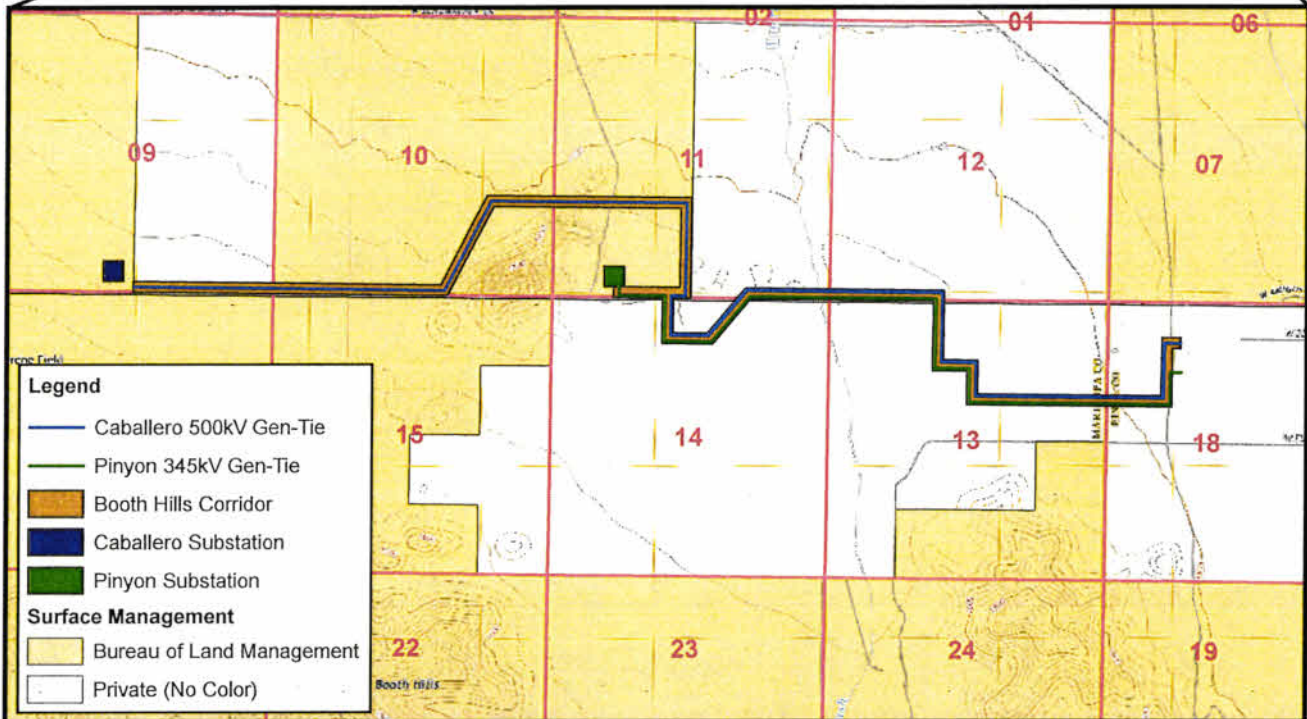 02
01
06
09
10
11
12
07
Legend
Caballero 500kV Gen-Tie
Pinyon 345kV Gen-Tie
Booth Hills Corridor
Caballero Substation
Pinyon Substation
Surface Management
Bureau of Land Management
Private (No Color)
15
14
13
18
22
23
24
19
Booth Hills